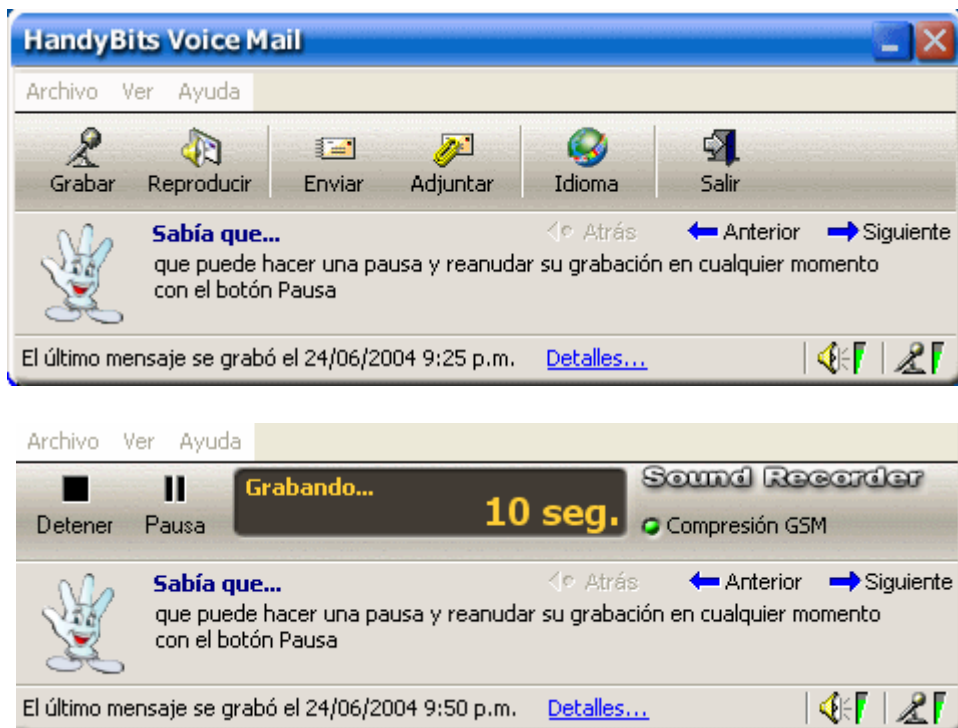 HandyBits Voice Mail
Archivo Ver Ayuda
Grabar Reproducir Enviar Adjuntar Idioma Salir
Sabía que... Atrás Anterior Siguiente
que puede hacer una pausa y reanudar su grabación en cualquier momento
con el botón Pausa
El último mensaje se grabó el 24/06/2004 9:25 p.m. Detalles...
Archivo Ver Ayuda
Grabando... Sound Recorder
10 seg.
Detener Pausa Compresión GSM
Sabía que... Atrás Anterior Siguiente
que puede hacer una pausa y reanudar su grabación en cualquier momento
con el botón Pausa
El último mensaje se grabó el 24/06/2004 9:50 p.m. Detalles...